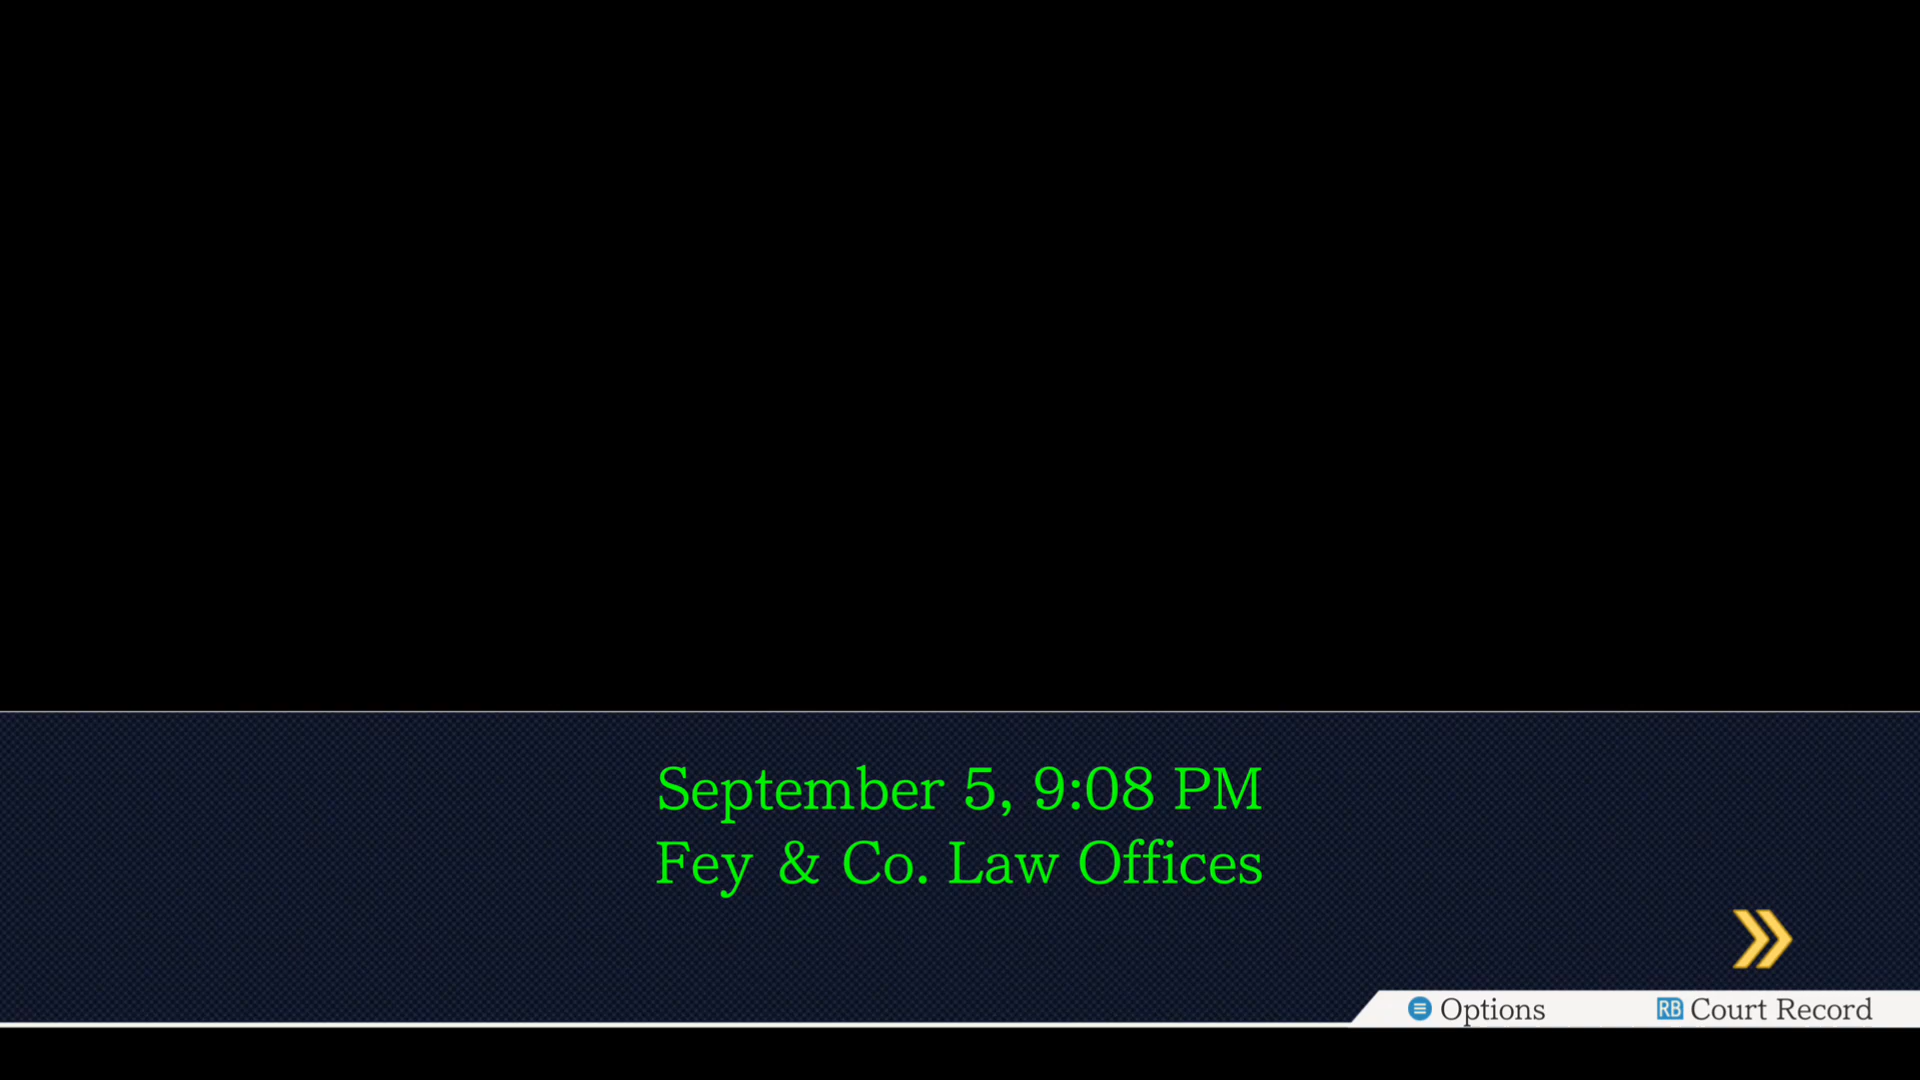 September 5, 9:08 PM
Fey & Co. Law Offices
Options
RB Court Record